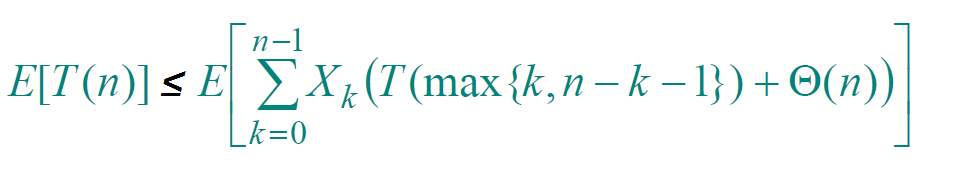 E[T(n)] ≤ E[∑_{k=0}^{n−1} X_k (T(max{k, n − k − 1}) + Θ(n))]